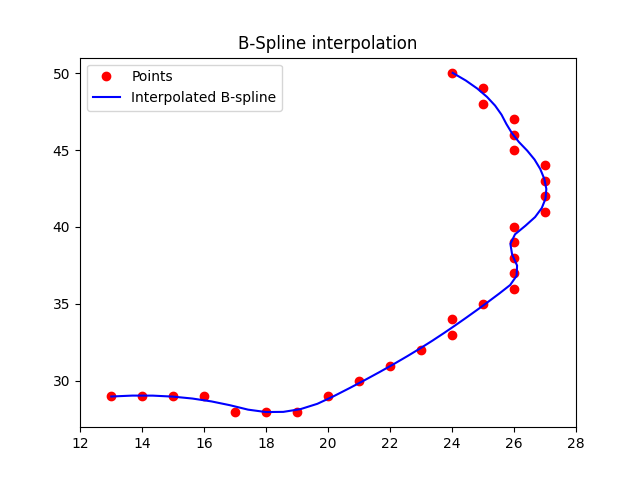 B-Spline interpolation
Points
Interpolated B-spline
50
45
40
35
30
12 14 16 18 20 22 24 26 28